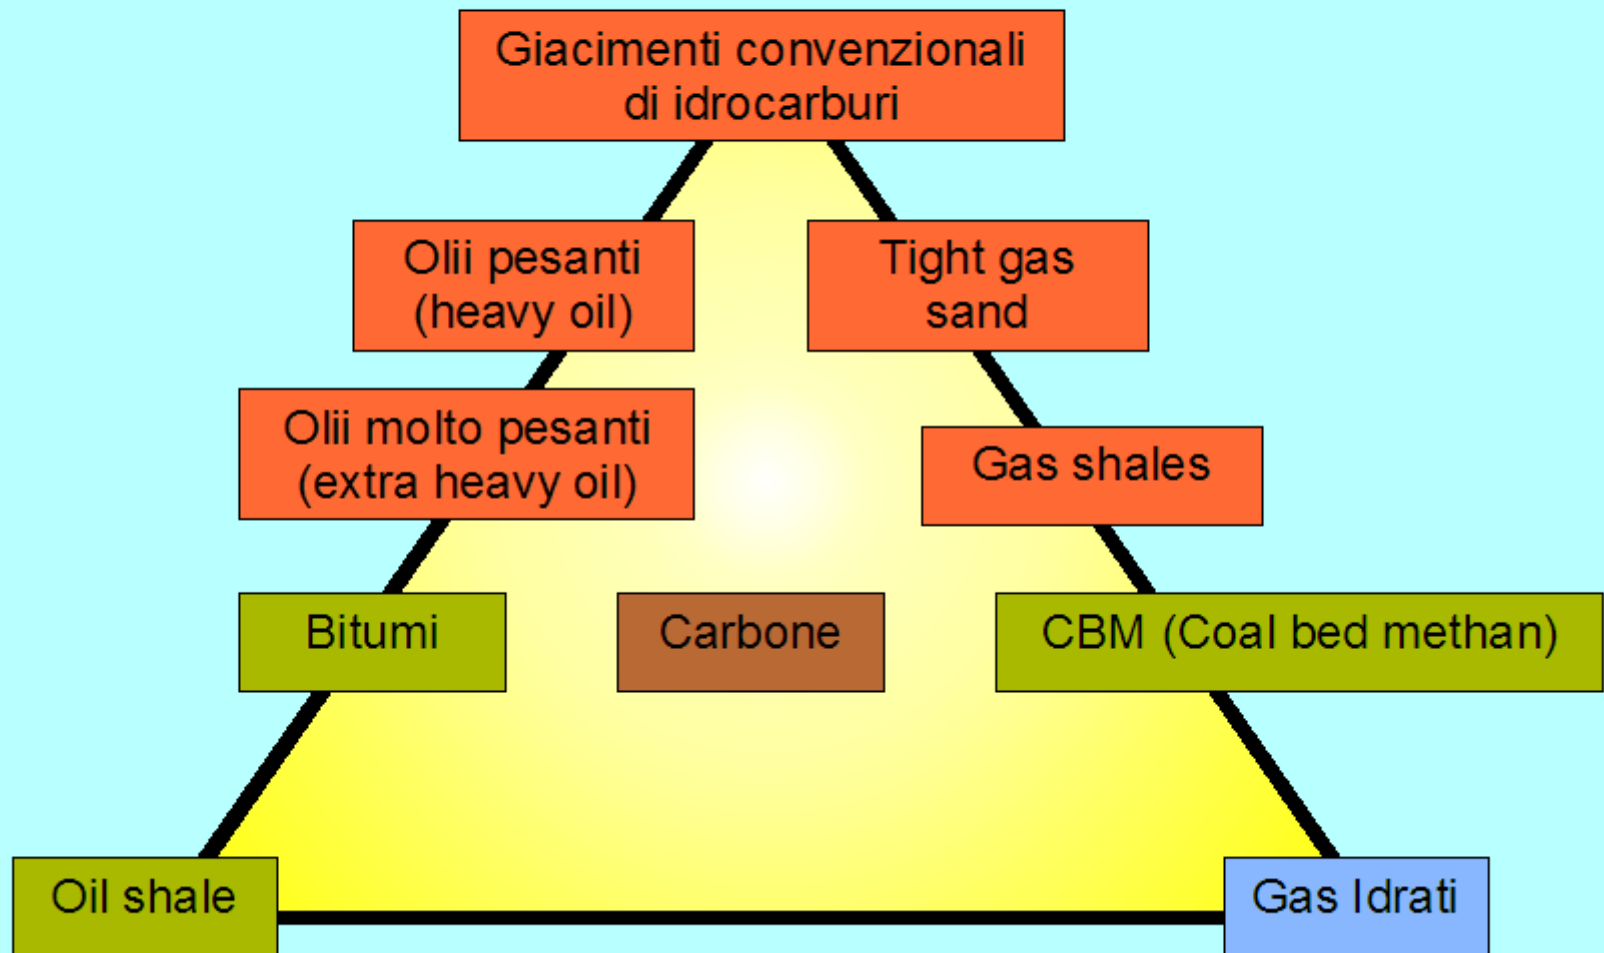 Giacimenti convenzionali
di idrocarburi
Olii pesanti
(heavy oil)
Tight gas
sand
Olii molto pesanti
(extra heavy oil)
Gas shales
Bitumi
Carbone
CBM (Coal bed methan)
Oil shale
Gas Idrati